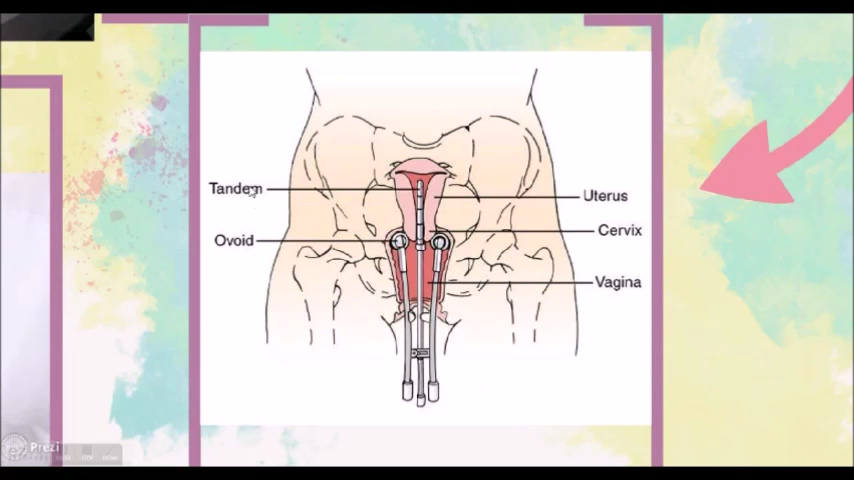 Tandem
Uterus
Cervix
Ovoid
Vagina
Prezi